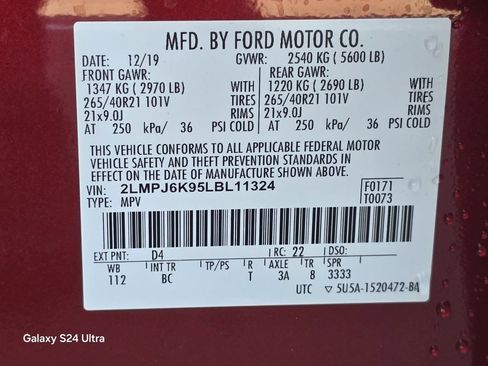 MFD. BY FORD MOTOR CO.
DATE: 12/19 GVWR: 2540 KG (5600 LB)
FRONT GAWR: REAR GAWR:
1347 KG (2970 LB) 1220 KG (2690 LB)
265/40R21 101V TIRES 265/40R21 101V TIRES
21x9.0J RIMS 21x9.0J RIMS
AT 250 kPa/ 36 PSI COLD AT 250 kPa/ 36 PSI COLD
THIS VEHICLE CONFORMS TO ALL APPLICABLE FEDERAL MOTOR
VEHICLE SAFETY AND THEFT PREVENTION STANDARDS IN
EFFECT ON THE DATE OF MANUFACTURE SHOWN ABOVE.
VIN: 2LMPJ6K95LBL11324 F0171
TYPE: MPV T0073
EXT PNT: D4 RC: 22 DSO:
WB INT TR TP/PS R AXLE TR SPR
112 BC T 3A 8 3333
UTC ▽ 5U5A-1520472-BA
Galaxy S24 Ultra